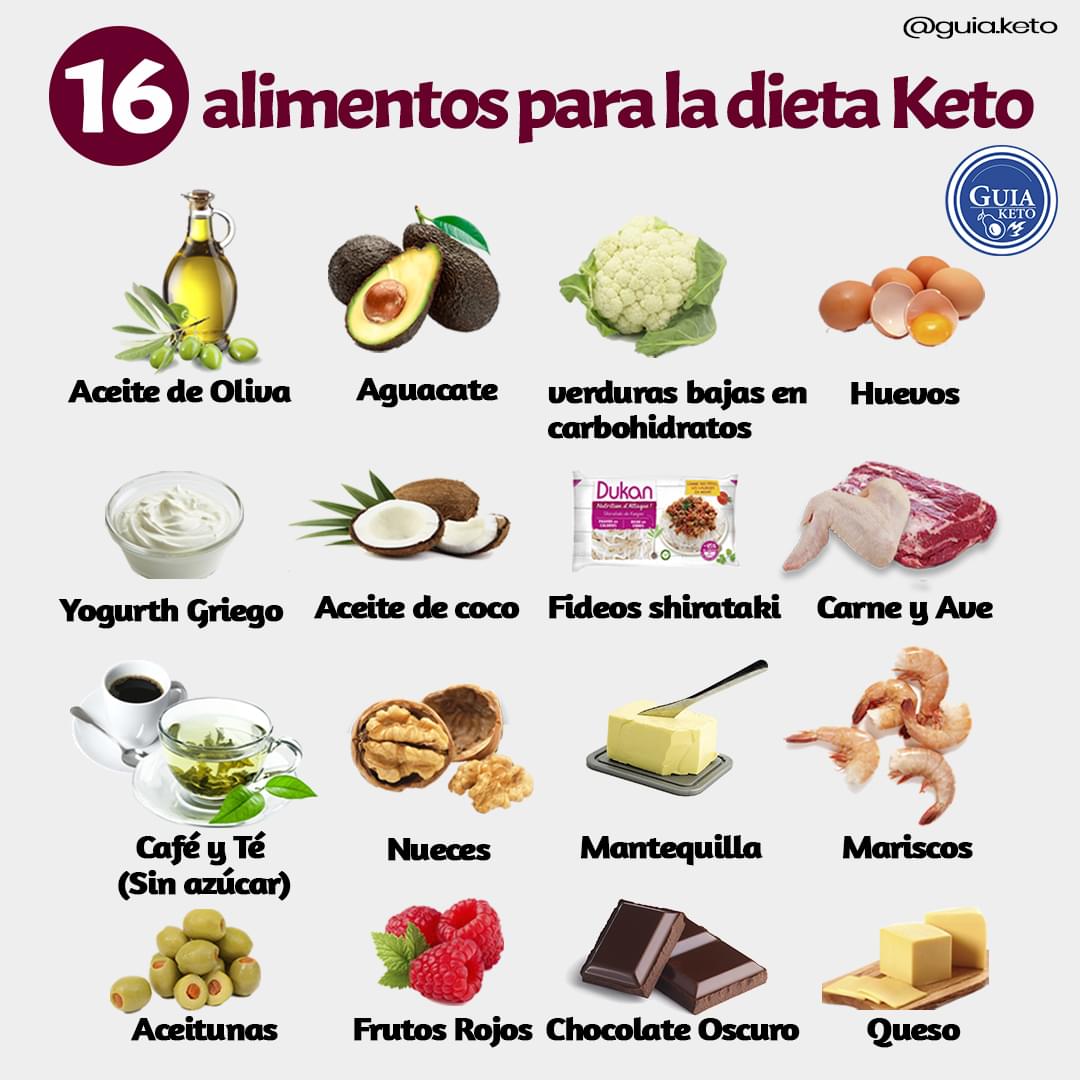 @guia.keto
16 alimentos para la dieta Keto
GUIA
KETO
Aceite de Oliva
Aguacate
verduras bajas en
carbohidratos
Huevos
Dukan
Yogurth Griego
Aceite de coco
Fideos shirataki
Carne y Ave
Café y Té
(Sin azúcar)
Nueces
Mantequilla
Mariscos
Aceitunas
Frutos Rojos
Chocolate Oscuro
Queso